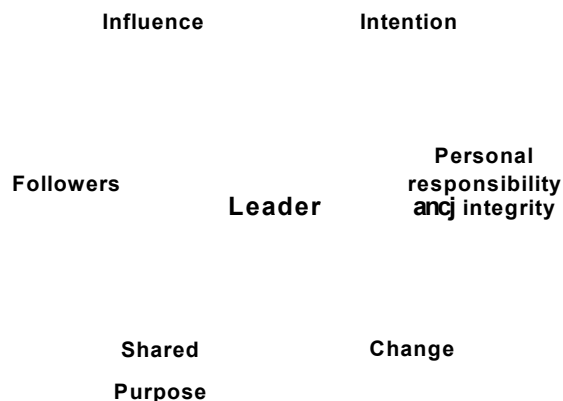 Influence
Intention
Followers
Leader
Personal
responsibility
ancj integrity
Shared
Purpose
Change